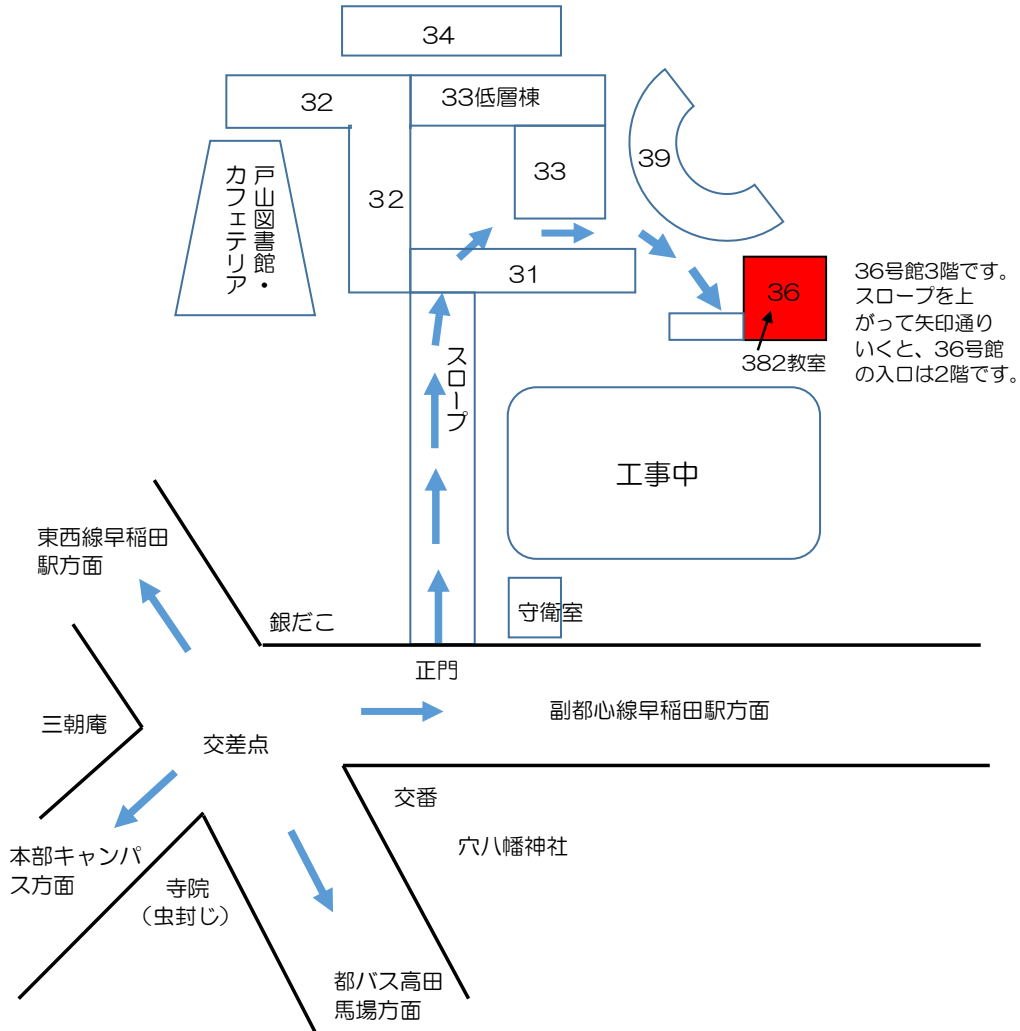 34
32
33低層棟
33
39
戸山図書館・
カフェテリア
32
31
36
36号館3階です。
スロープを上
がって矢印通り
いくと、36号館
の入口は2階です。
382教室
スロープ
工事中
東西線早稲田
駅方面
銀だこ
守衛室
正門
三朝庵
交差点
副都心線早稲田駅方面
交番
穴八幡神社
本部キャンパ
ス方面
寺院
（虫封じ）
都バス高田
馬場方面